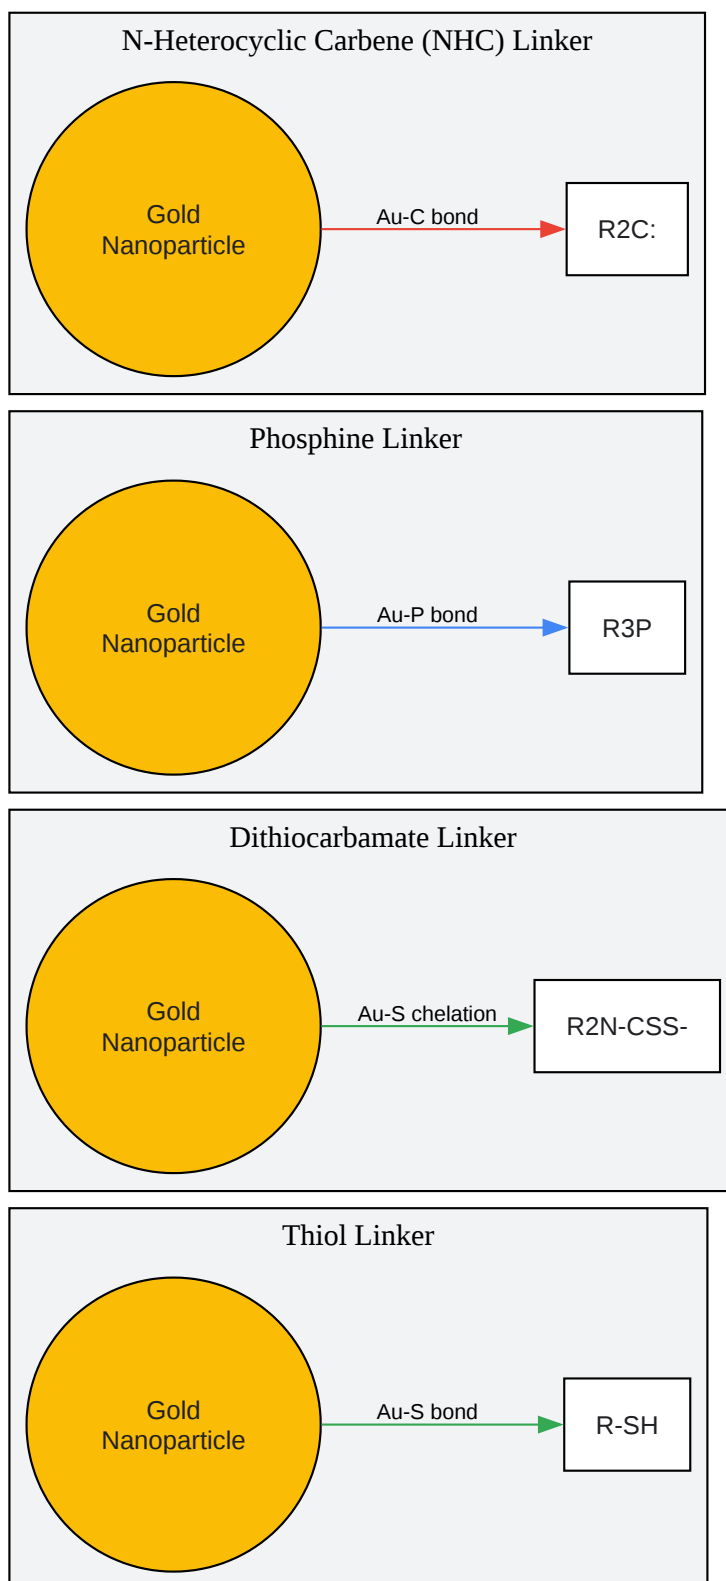 N-Heterocyclic Carbene (NHC) Linker
Gold
Nanoparticle
Au-C bond
R2C:
Phosphine Linker
Gold
Nanoparticle
Au-P bond
R3P
Dithiocarbamate Linker
Gold
Nanoparticle
Au-S chelation
R2N-CSS-
Thiol Linker
Gold
Nanoparticle
Au-S bond
R-SH